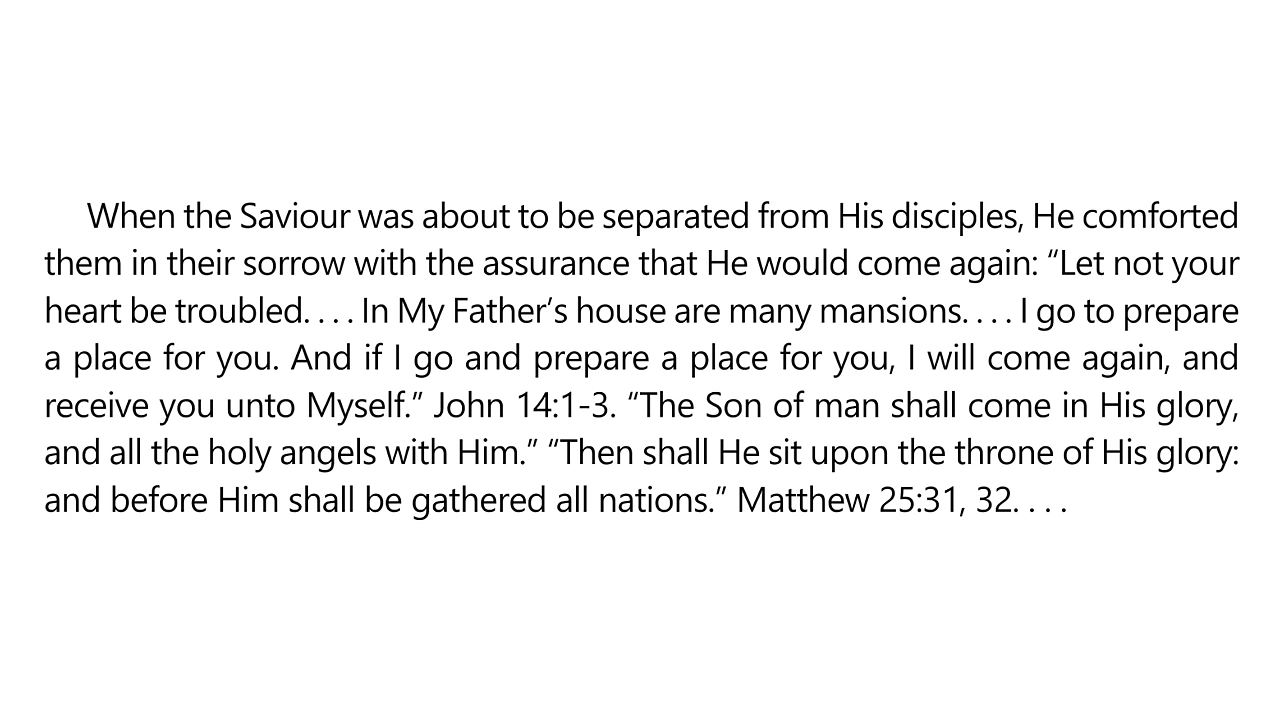 When the Saviour was about to be separated from His disciples, He comforted
them in their sorrow with the assurance that He would come again: “Let not your
heart be troubled. . . . In My Father’s house are many mansions. . . . I go to prepare
a place for you. And if I go and prepare a place for you, I will come again, and
receive you unto Myself.” John 14:1-3. “The Son of man shall come in His glory,
and all the holy angels with Him.” “Then shall He sit upon the throne of His glory:
and before Him shall be gathered all nations.” Matthew 25:31, 32. . . .